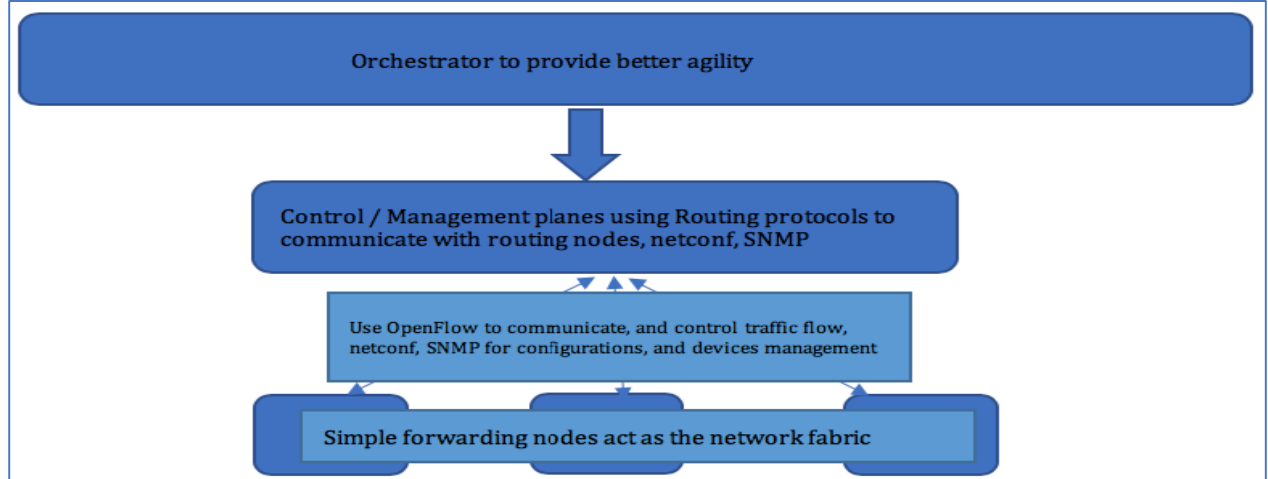 Orchestrator to provide better agility
Control / Management planes using Routing protocols to
communicate with routing nodes, netconf, SNMP
Use OpenFlow to communicate, and control traffic flow,
netconf, SNMP for configurations, and devices management
Simple forwarding nodes act as the network fabric